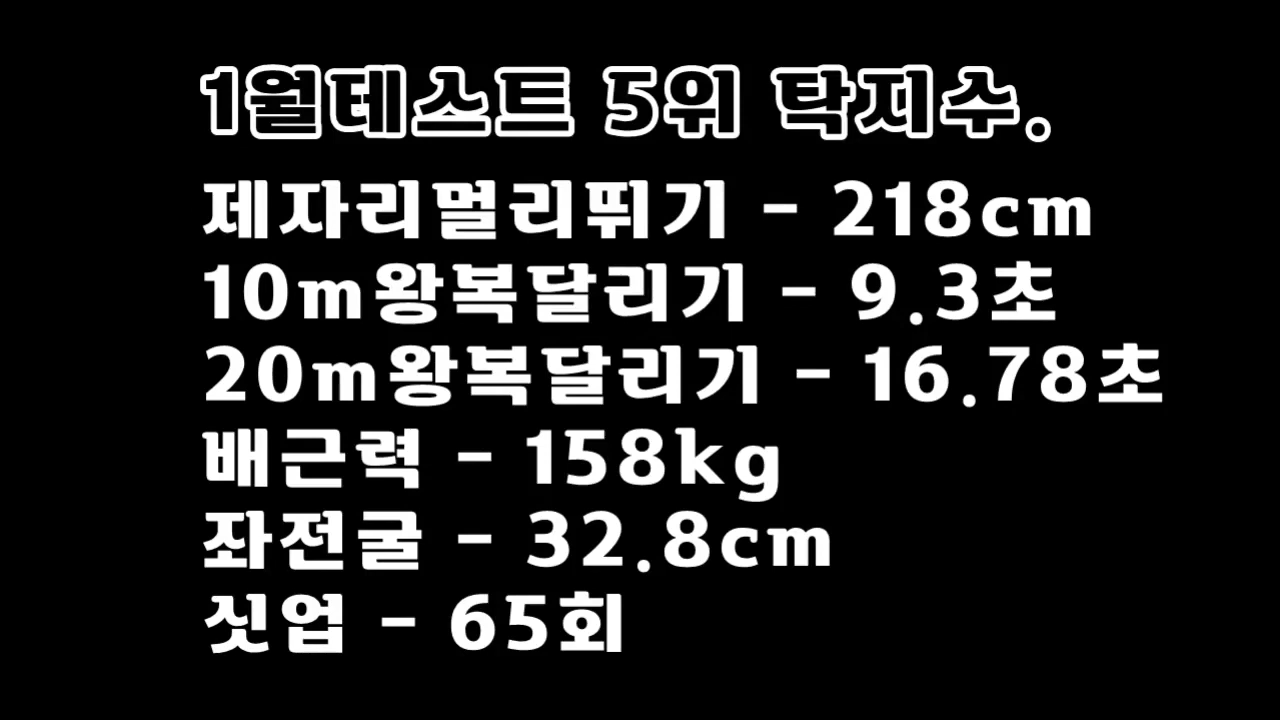 1월테스트 5위 탁지수.
제자리멀리뛰기 - 218cm
10m왕복달리기 - 9.3초
20m왕복달리기 - 16.78초
배근력 - 158kg
좌전굴 - 32.8cm
싯업 - 65회